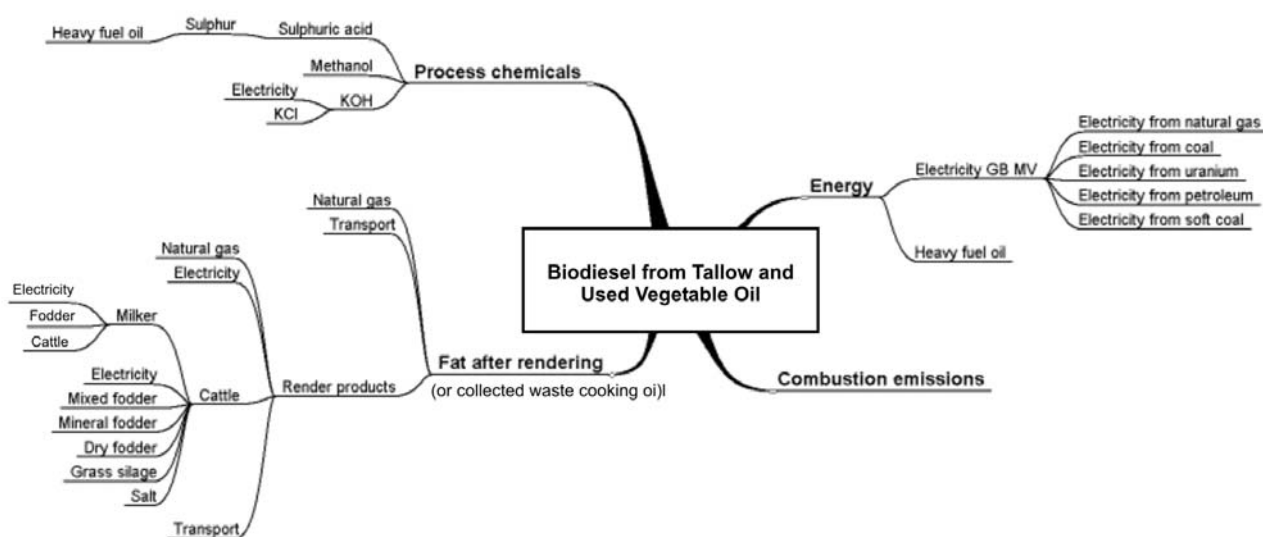 Heavy fuel oil
Sulphur
Sulphuric acid
Methanol
Electricity
KCl
KOH
Process chemicals
Electricity from natural gas
Electricity from coal
Electricity from uranium
Electricity from petroleum
Electricity from soft coal
Electricity GB MV
Energy
Heavy fuel oil
Biodiesel from Tallow and
Used Vegetable Oil
Natural gas
Transport
Natural gas
Electricity
Electricity
Fodder
Cattle
Milker
Electricity
Mixed fodder
Mineral fodder
Dry fodder
Grass silage
Salt
Cattle
Transport
Render products
Fat after rendering
(or collected waste cooking oi)l
Combustion emissions